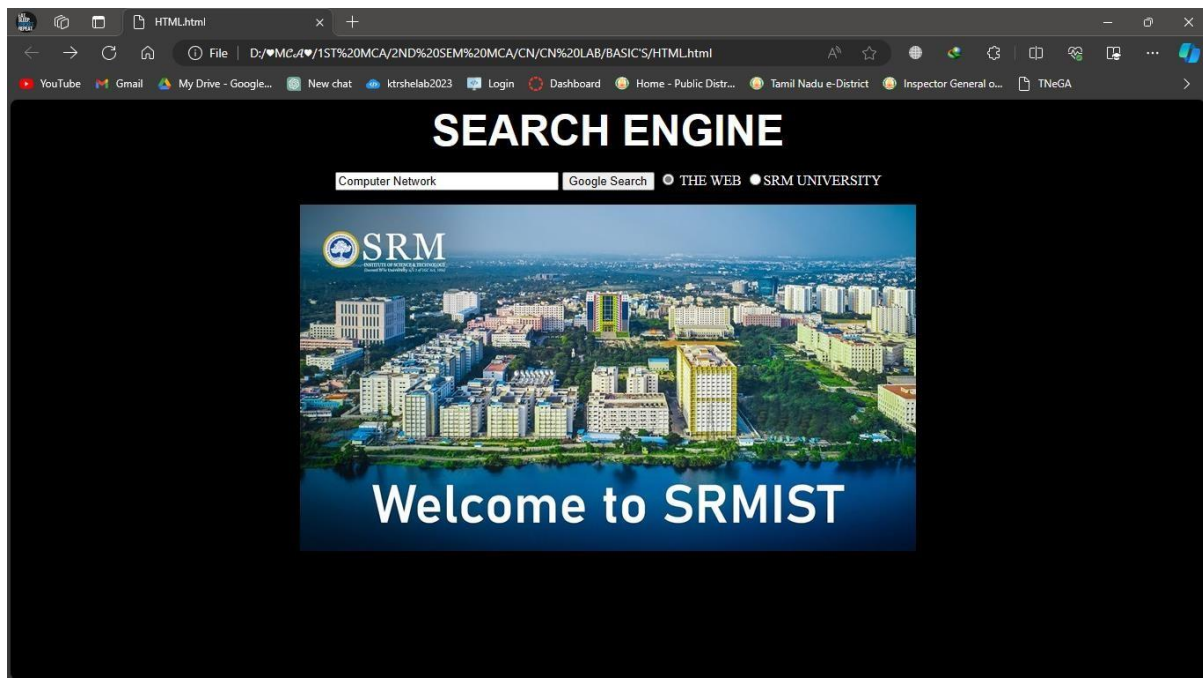 HTML.html
File D:/♥Mℂ𝒜♥/1ST%20MCA/2ND%20SEM%20MCA/CN/CN%20LAB/BASIC'S/HTML.html
YouTube Gmail My Drive - Google... New chat ktrshelab2023 Login Dashboard Home - Public Distr... Tamil Nadu e-District Inspector General o... TNeGA
SEARCH ENGINE
Computer Network Google Search THE WEB SRM UNIVERSITY
SRM
INSTITUTE OF SCIENCE & TECHNOLOGY
Welcome to SRMIST